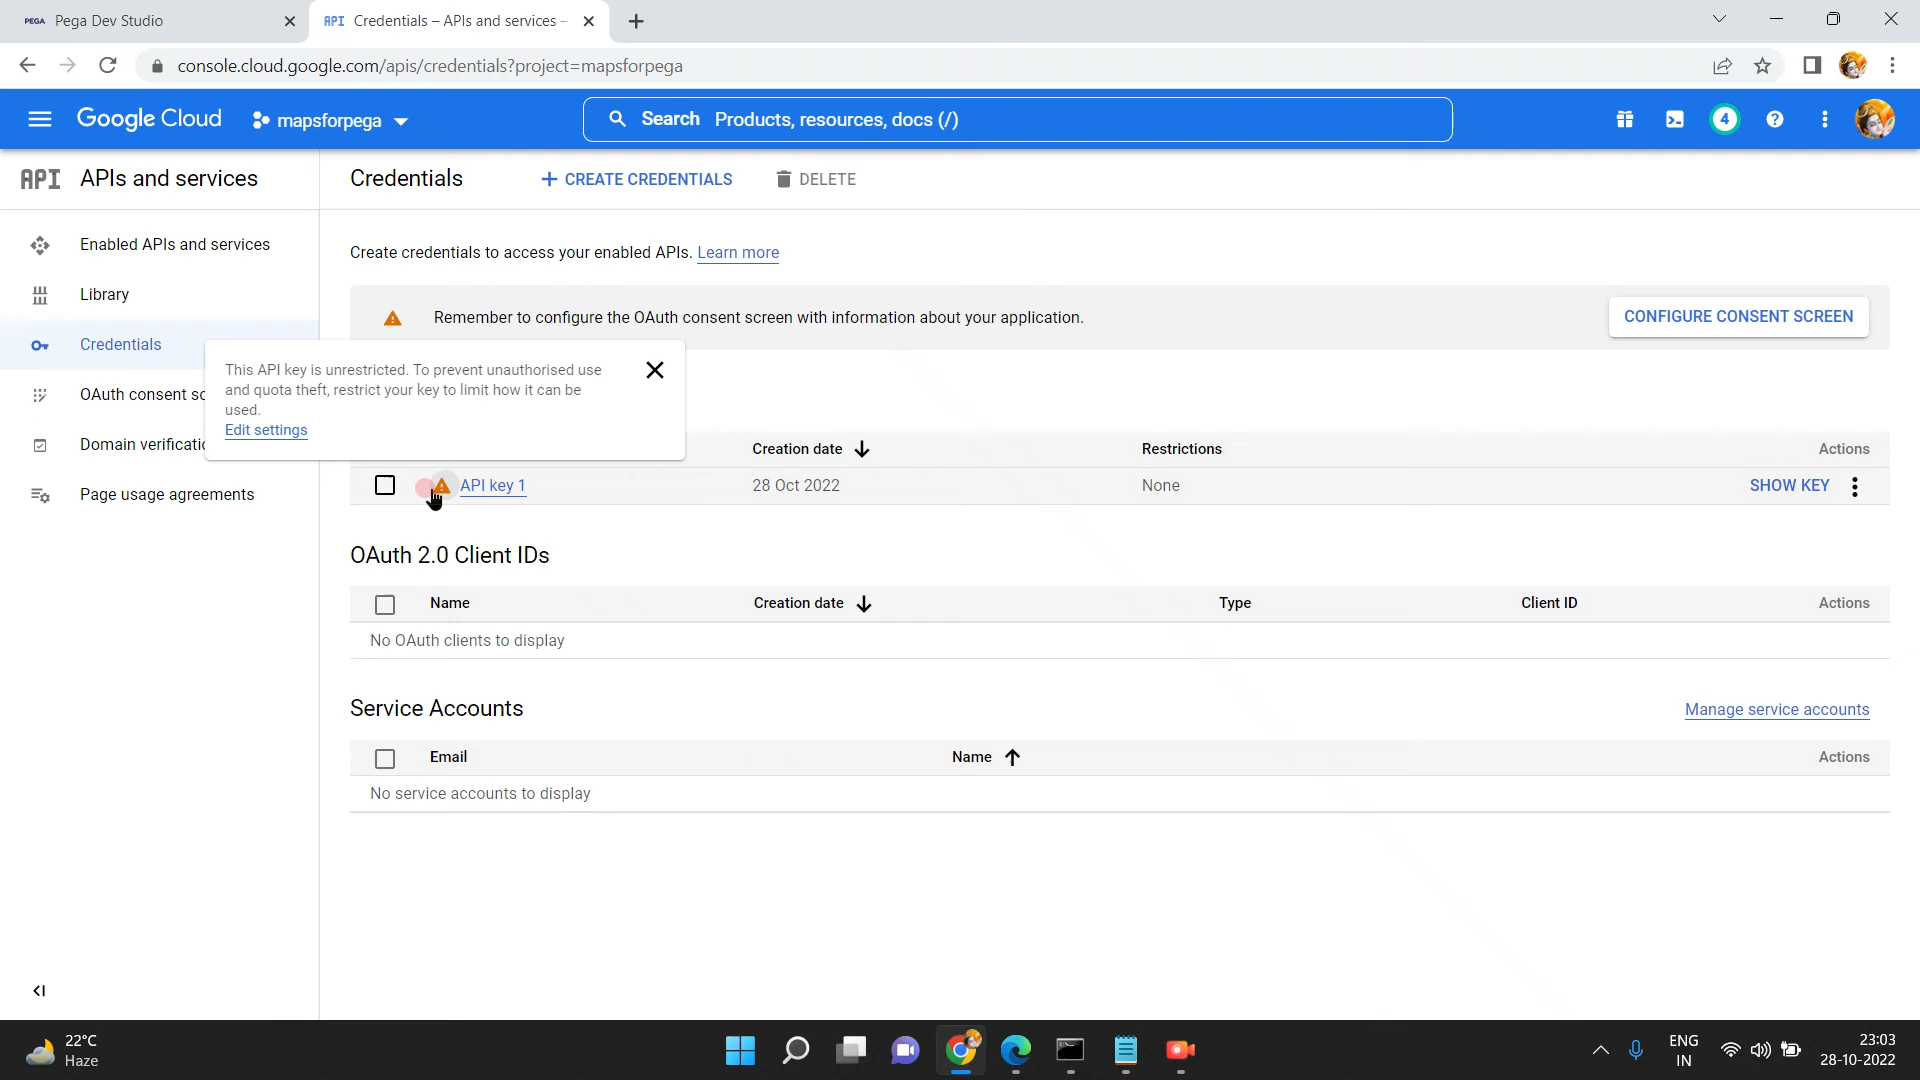 PEGA Pega Dev Studio
API Credentials – APIs and services –
console.cloud.google.com/apis/credentials?project=mapsforpega
Google Cloud
mapsforpega
Search Products, resources, docs (/)
4
API APIs and services
Credentials
CREATE CREDENTIALS
DELETE
Enabled APIs and services
Library
Credentials
OAuth consent sc
Domain verificatio
Page usage agreements
Create credentials to access your enabled APIs. Learn more
Remember to configure the OAuth consent screen with information about your application.
CONFIGURE CONSENT SCREEN
This API key is unrestricted. To prevent unauthorised use
and quota theft, restrict your key to limit how it can be
used.
Edit settings
Creation date Restrictions Actions
API key 1 28 Oct 2022 None SHOW KEY
OAuth 2.0 Client IDs
Name Creation date Type Client ID Actions
No OAuth clients to display
Service Accounts
Manage service accounts
Email Name Actions
No service accounts to display
22°C
Haze
ENG
IN
23:03
28-10-2022